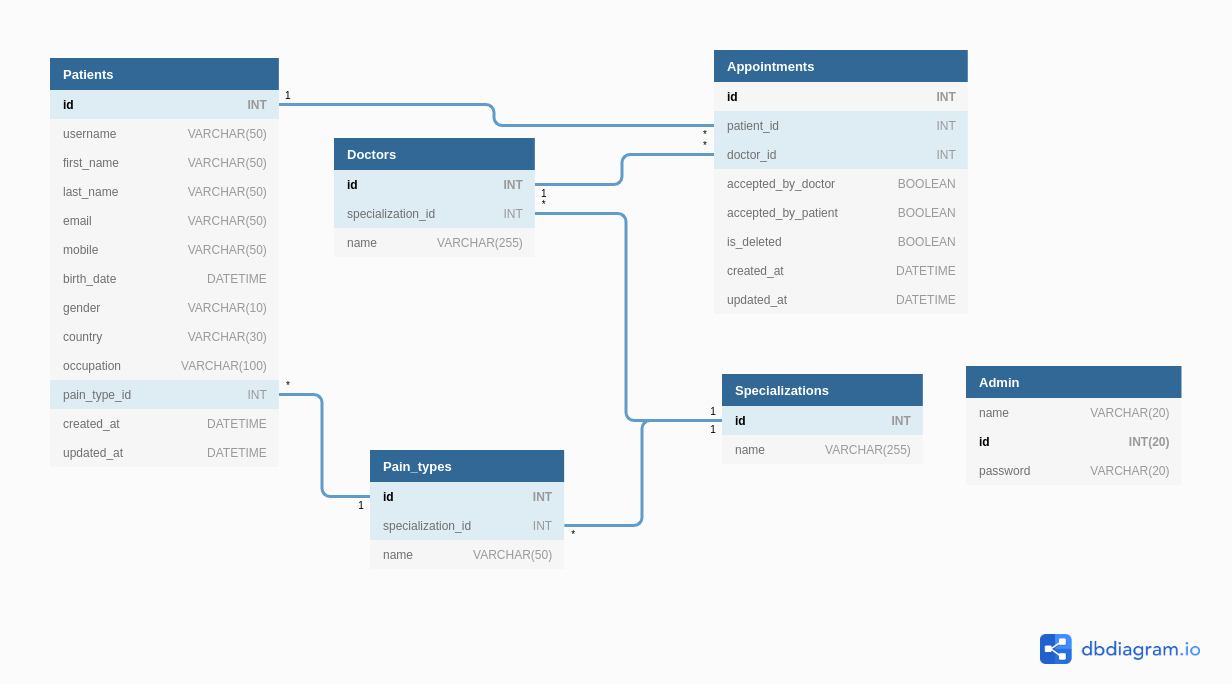 Patients
id INT
username VARCHAR(50)
first_name VARCHAR(50)
last_name VARCHAR(50)
email VARCHAR(50)
mobile VARCHAR(50)
birth_date DATETIME
gender VARCHAR(10)
country VARCHAR(30)
occupation VARCHAR(100)
pain_type_id INT
created_at DATETIME
updated_at DATETIME
1
*
Doctors
id INT
specialization_id INT
name VARCHAR(255)
1
*
Appointments
id INT
patient_id INT
doctor_id INT
accepted_by_doctor BOOLEAN
accepted_by_patient BOOLEAN
is_deleted BOOLEAN
created_at DATETIME
updated_at DATETIME
*
*
Pain_types
id INT
specialization_id INT
name VARCHAR(50)
1
*
Specializations
id INT
name VARCHAR(255)
1
1
Admin
name VARCHAR(20)
id INT(20)
password VARCHAR(20)
dbdiagram.io